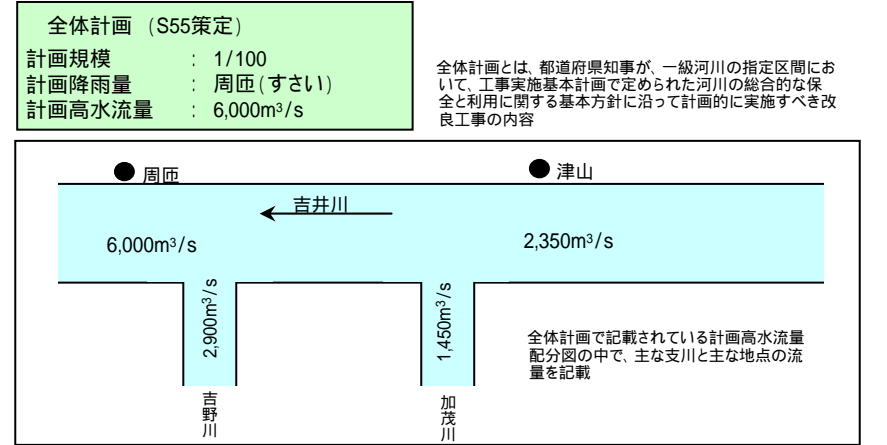 全体計画 (S55策定)
計画規模 : 1/100
計画降雨量 : 周匝(すさい)
計画高水流量 : 6,000m³/s
全体計画とは、都道府県知事が、一級河川の指定区間にお
いて、工事実施基本計画で定められた河川の総合的な保
全と利用に関する基本方針に沿って計画的に実施すべき改
良工事の内容
周匝
津山
吉井川
6,000m³/s
2,350m³/s
2,900m³/s
1,450m³/s
全体計画で記載されている計画高水流量
配分図の中で、主な支川と主な地点の流
量を記載
吉野川
加茂川